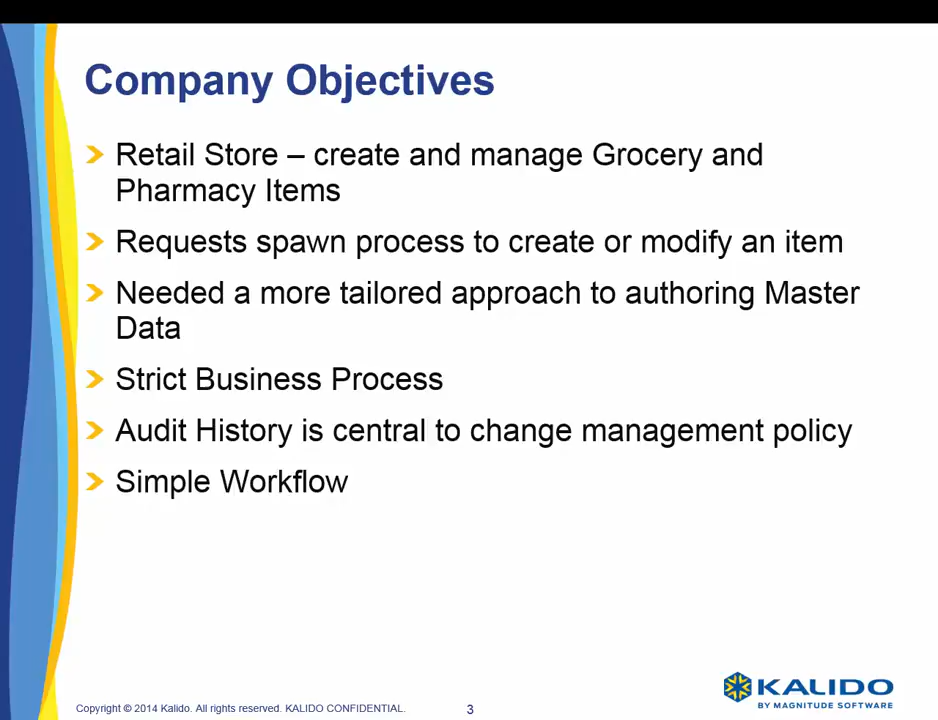 Company Objectives
Retail Store – create and manage Grocery and
Pharmacy Items
Requests spawn process to create or modify an item
Needed a more tailored approach to authoring Master
Data
Strict Business Process
Audit History is central to change management policy
Simple Workflow
KALIDO
BY MAGNITUDE SOFTWARE
Copyright © 2014 Kalido. All rights reserved. KALIDO CONFIDENTIAL.
3